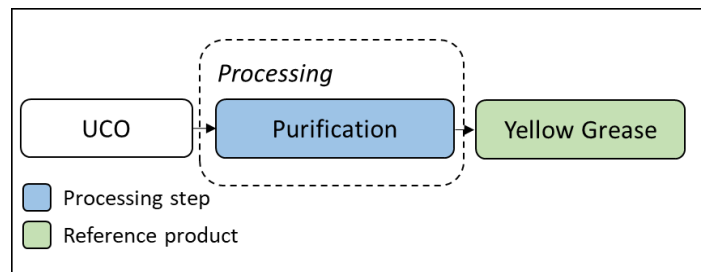 Processing
UCO
Purification
Yellow Grease
Processing step
Reference product